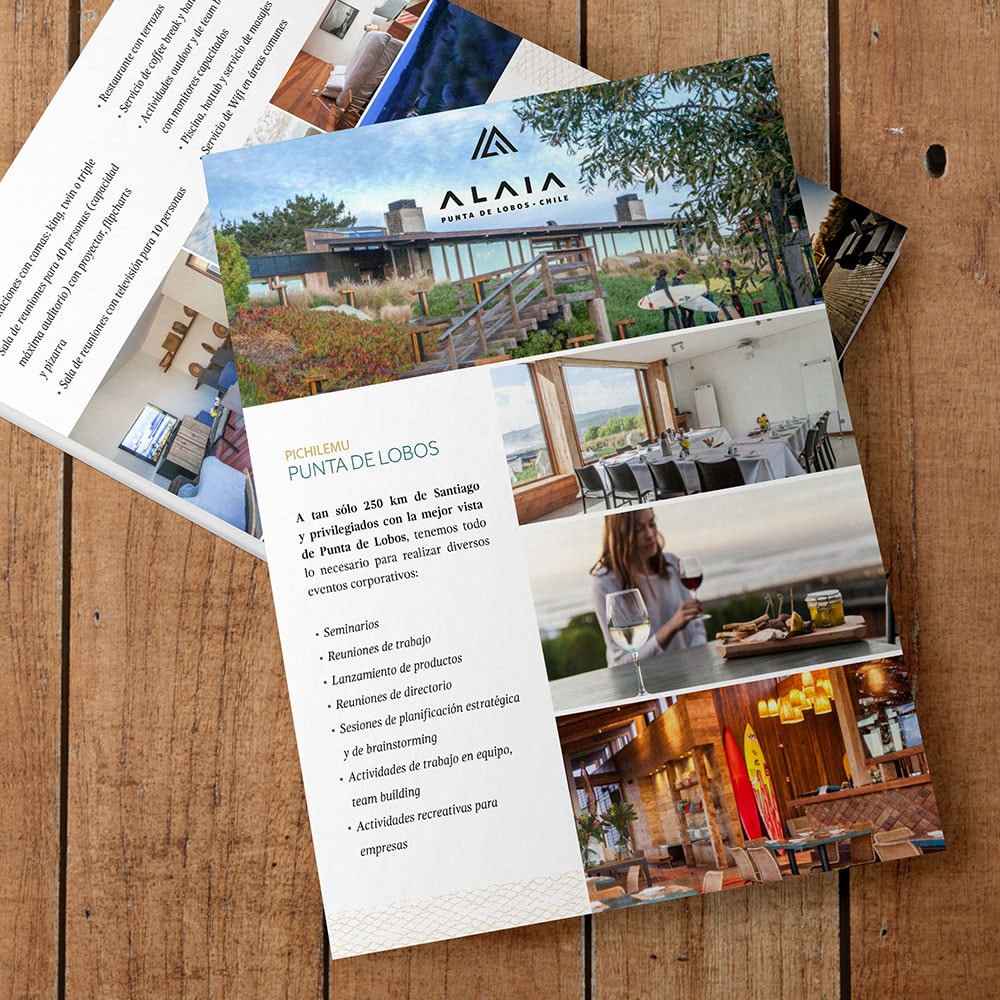 ALAIA
PUNTA DE LOBOS - CHILE
PICHILEMU
PUNTA DE LOBOS
A tan sólo 250 km de Santiago
y privilegiados con la mejor vista
de Punta de Lobos, tenemos todo
lo necesario para realizar diversos
eventos corporativos:
• Seminarios
• Reuniones de trabajo
• Lanzamiento de productos
• Reuniones de directorio
• Sesiones de planificación estratégica
y de brainstorming
• Actividades de trabajo en equipo,
team building
• Actividades recreativas para
empresas
con camas: king, twin o triple
Sala de reuniones para 40 personas (capacidad
máxima auditorio) con proyector, flipcharts
y pizarra
• Sala de reuniones con televisión para 10 personas
• Restaurante con terrazas
• Servicio de coffee break y
• Actividades outdoor y de team
con monitores capacitados
• Piscina, hottub y servicio de masajes
• Servicio de Wifi en áreas comunes